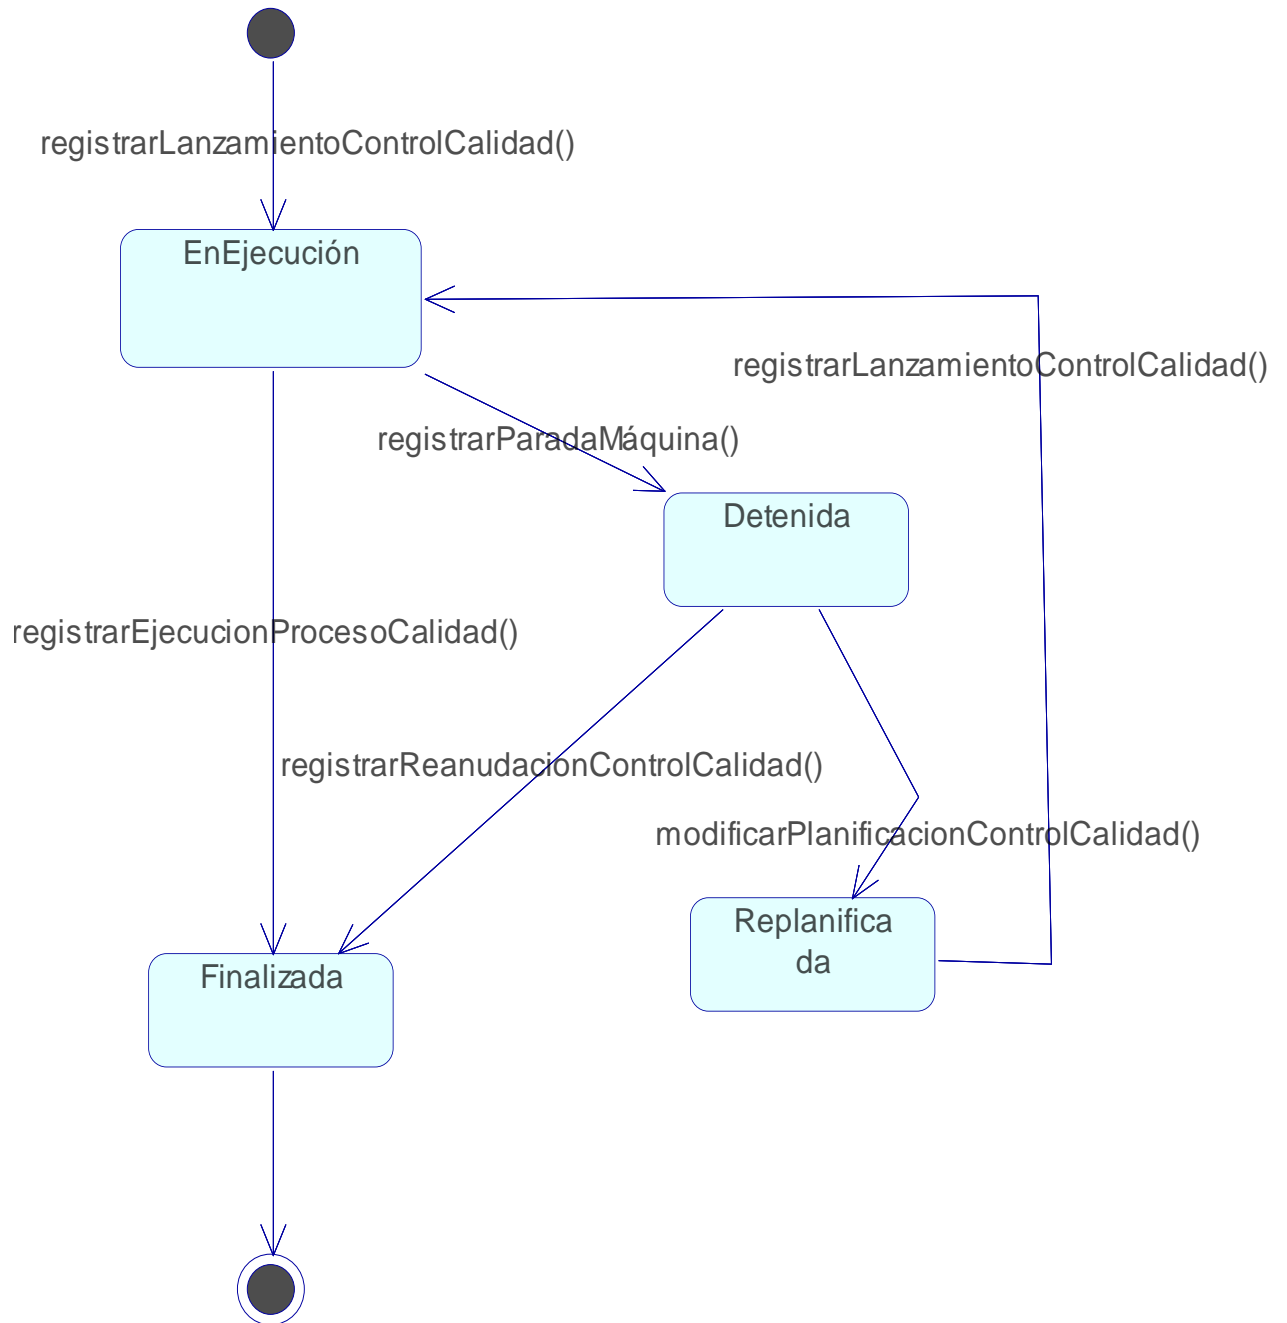 registrarLanzamientoControlCalidad()
EnEjecución
registrarLanzamientoControlCalidad()
registrarParadaMáquina()
Detenida
registrarEjecucionProcesoCalidad()
registrarReanudacionControlCalidad()
modificarPlanificacionControlCalidad()
Replanifica
da
Finalizada